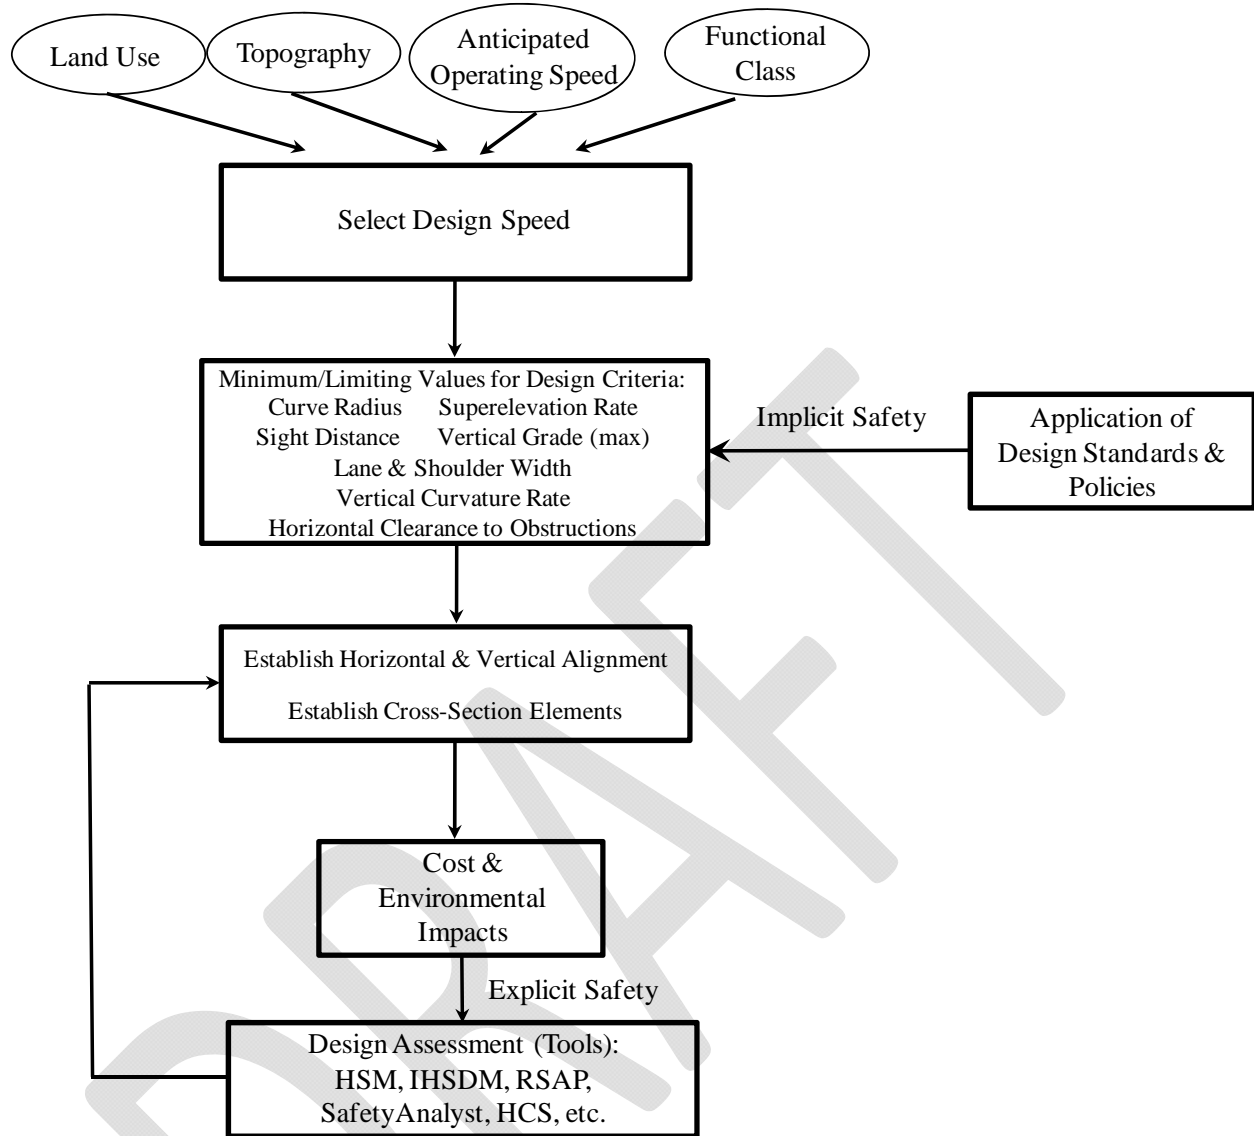 Land Use
Topography
Anticipated
Operating Speed
Functional
Class
Select Design Speed
Minimum/Limiting Values for Design Criteria:
Curve Radius Superelevation Rate
Sight Distance Vertical Grade (max)
Lane & Shoulder Width
Vertical Curvature Rate
Horizontal Clearance to Obstructions
Implicit Safety
Application of
Design Standards &
Policies
Establish Horizontal & Vertical Alignment
Establish Cross-Section Elements
Cost &
Environmental
Impacts
Explicit Safety
Design Assessment (Tools):
HSM, IHSDM, RSAP,
SafetyAnalyst, HCS, etc.
DRAFT